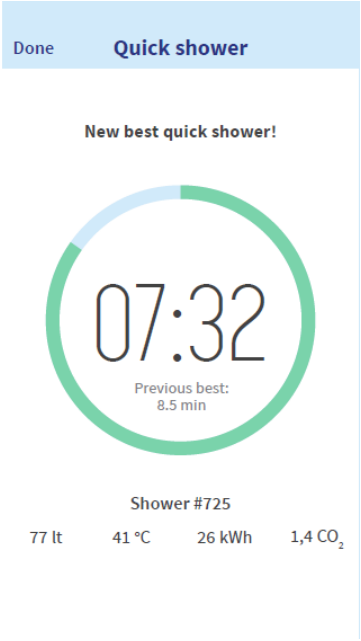 Done Quick shower
New best quick shower!
07:32
Previous best:
8.5 min
Shower #725
77 lt 41 °C 26 kWh 1,4 CO₂